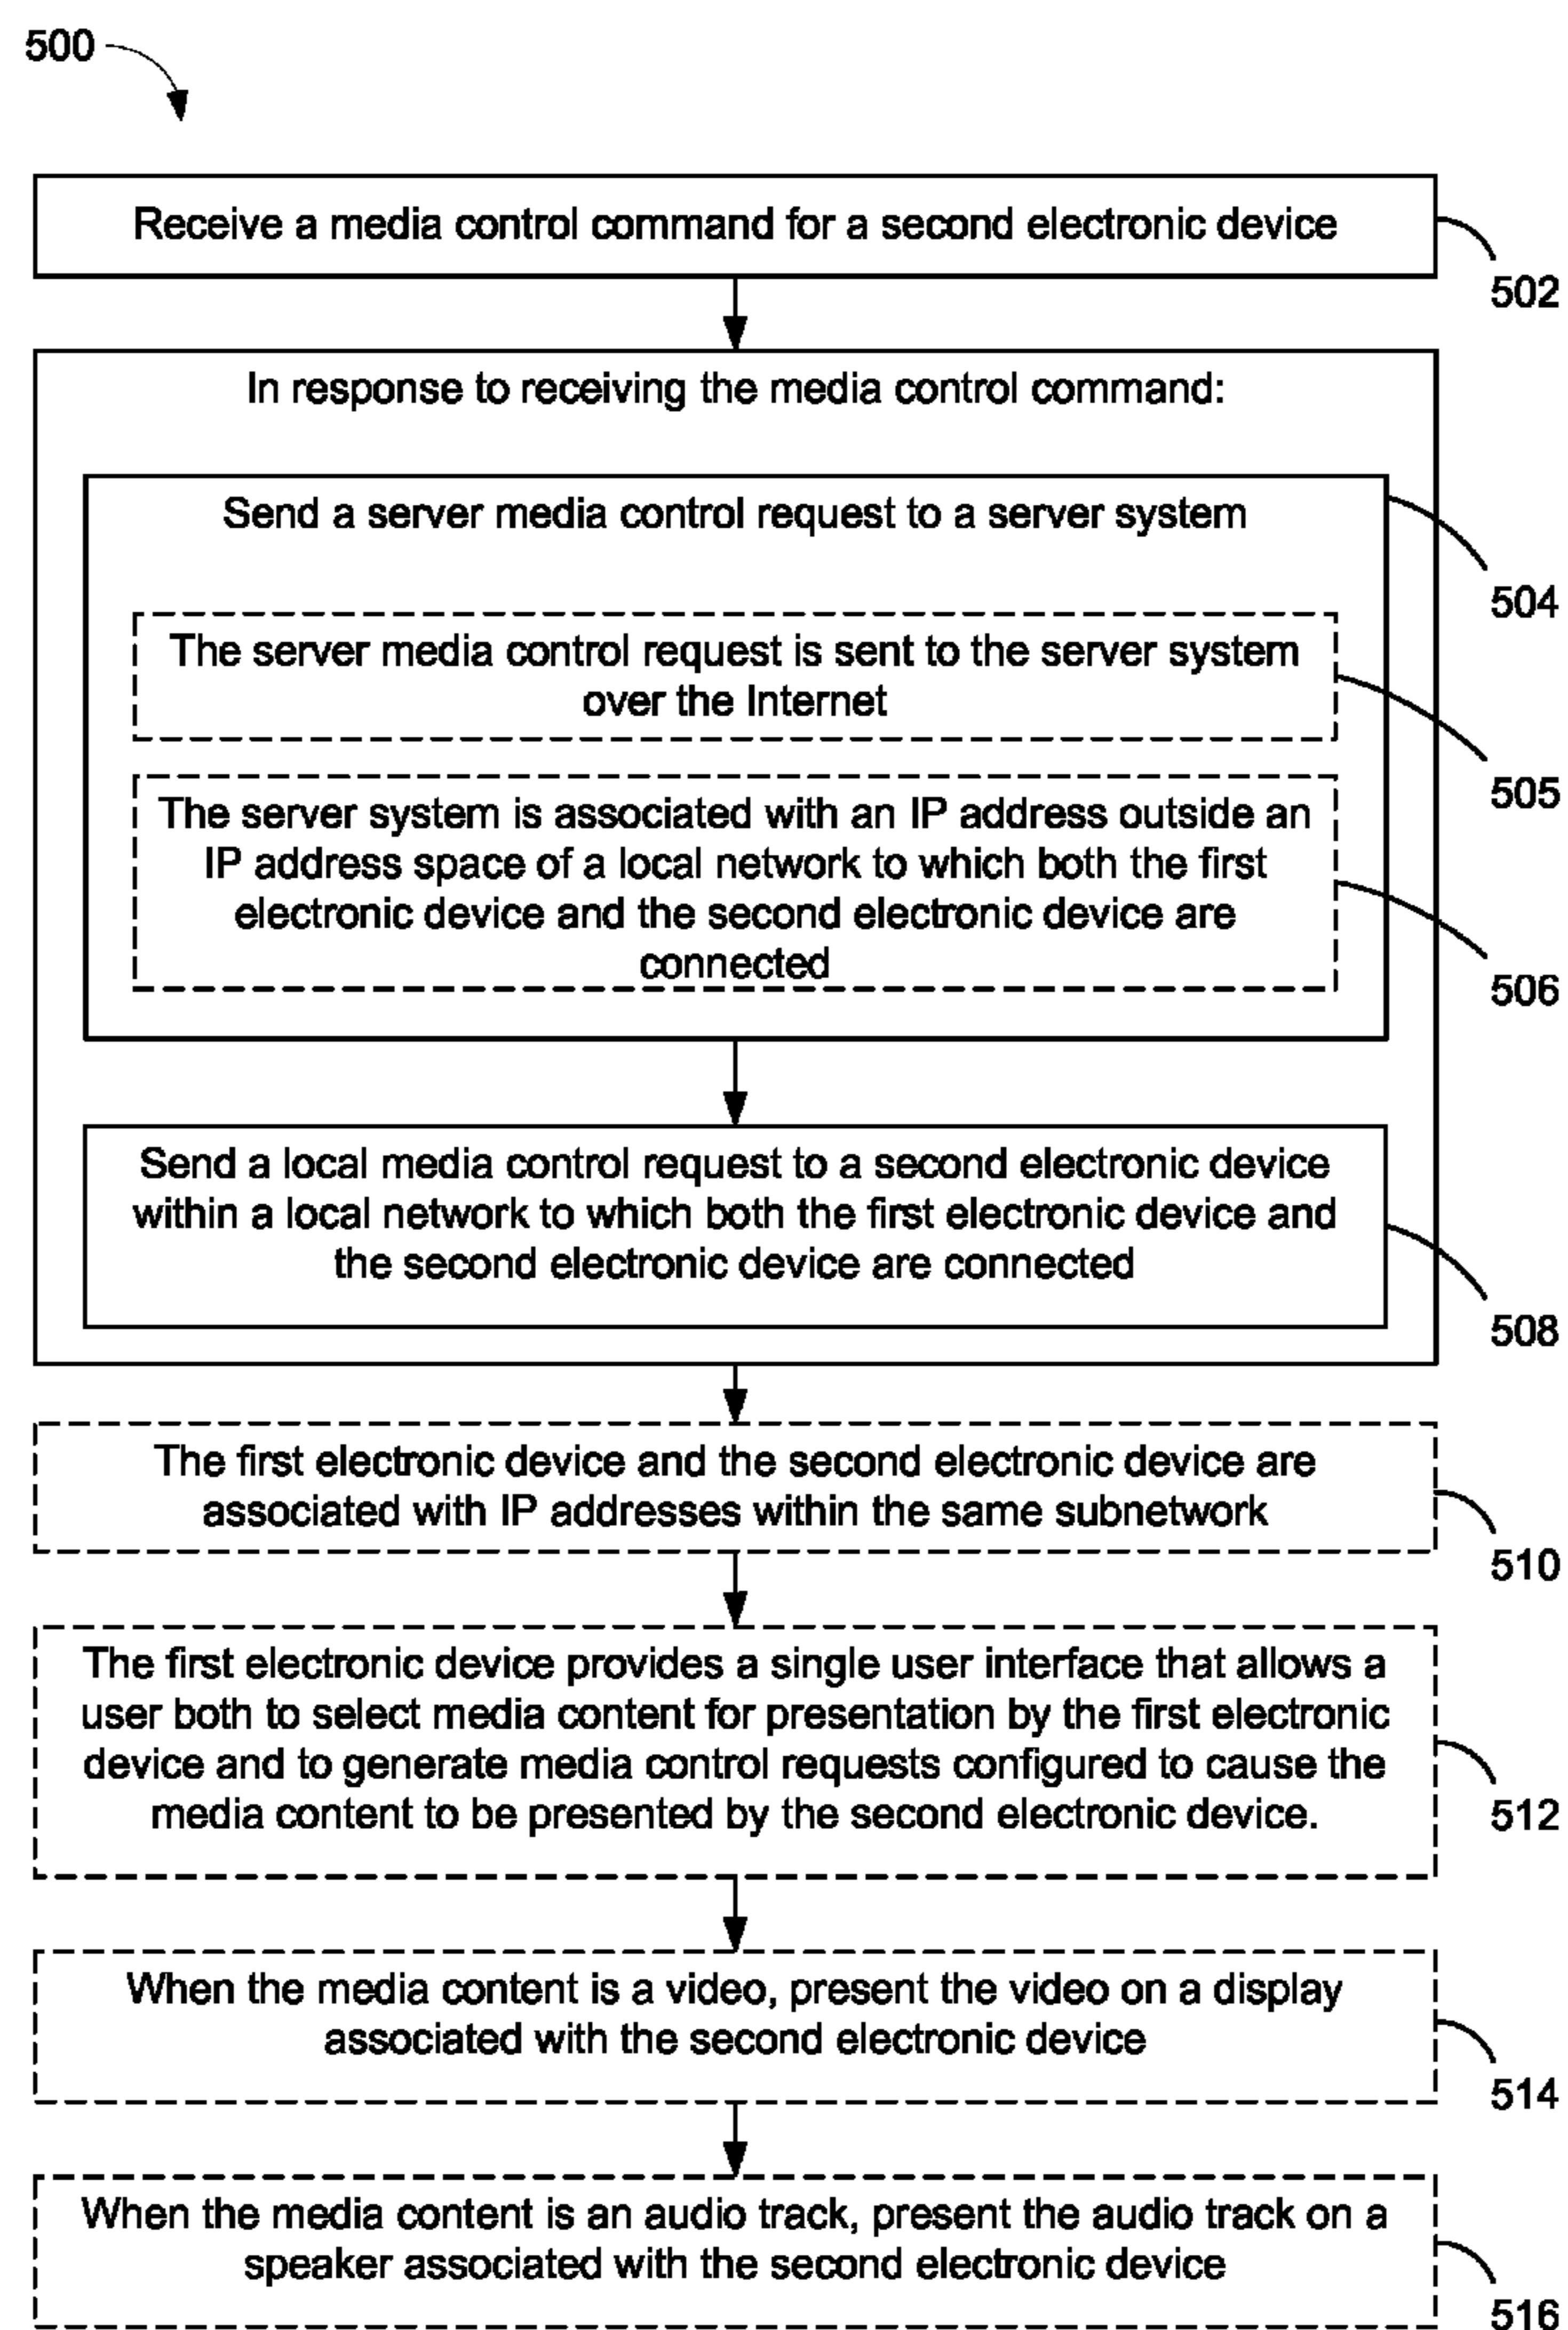 500
Receive a media control command for a second electronic device
502
In response to receiving the media control command:
Send a server media control request to a server system
504
The server media control request is sent to the server system
over the Internet
505
The server system is associated with an IP address outside an
IP address space of a local network to which both the first
electronic device and the second electronic device are
connected
506
Send a local media control request to a second electronic device
within a local network to which both the first electronic device and
the second electronic device are connected
508
The first electronic device and the second electronic device are
associated with IP addresses within the same subnetwork
510
The first electronic device provides a single user interface that allows a
user both to select media content for presentation by the first electronic
device and to generate media control requests configured to cause the
media content to be presented by the second electronic device.
512
When the media content is a video, present the video on a display
associated with the second electronic device
514
When the media content is an audio track, present the audio track on a
speaker associated with the second electronic device
516